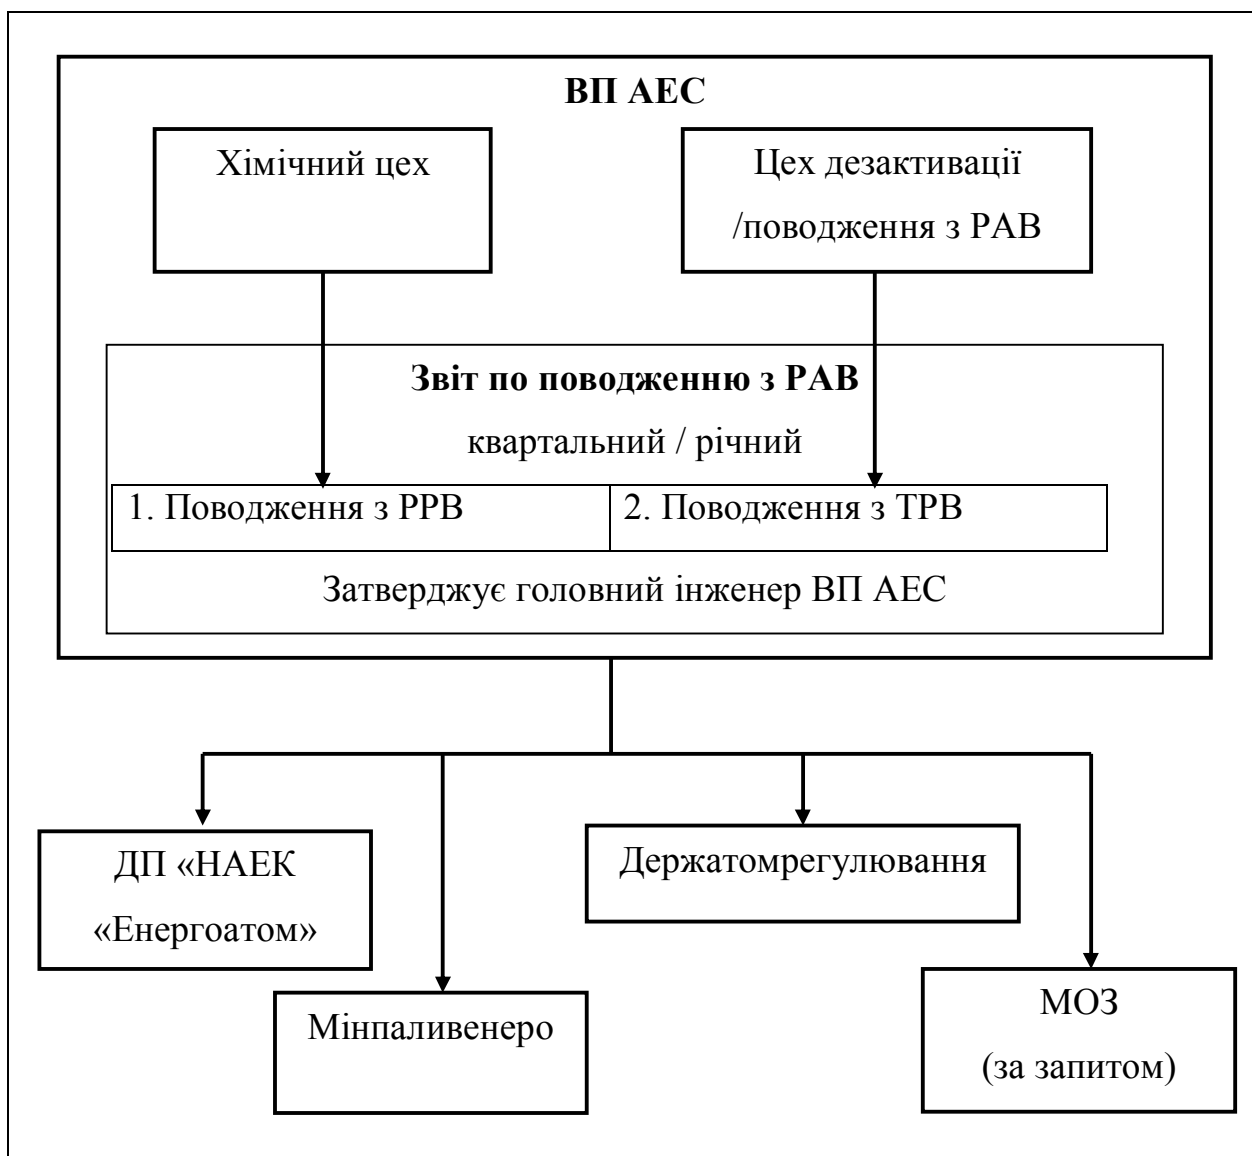 ВП АЕС
Хімічний цех
Цех дезактивації
/поводження з РАВ
Звіт по поводженню з РАВ
квартальний / річний
1. Поводження з РРВ
2. Поводження з ТРВ
Затверджує головний інженер ВП АЕС
ДП «НАЕК
«Енергоатом»
Держатомрегулювання
Мінпаливенеро
МОЗ
(за запитом)